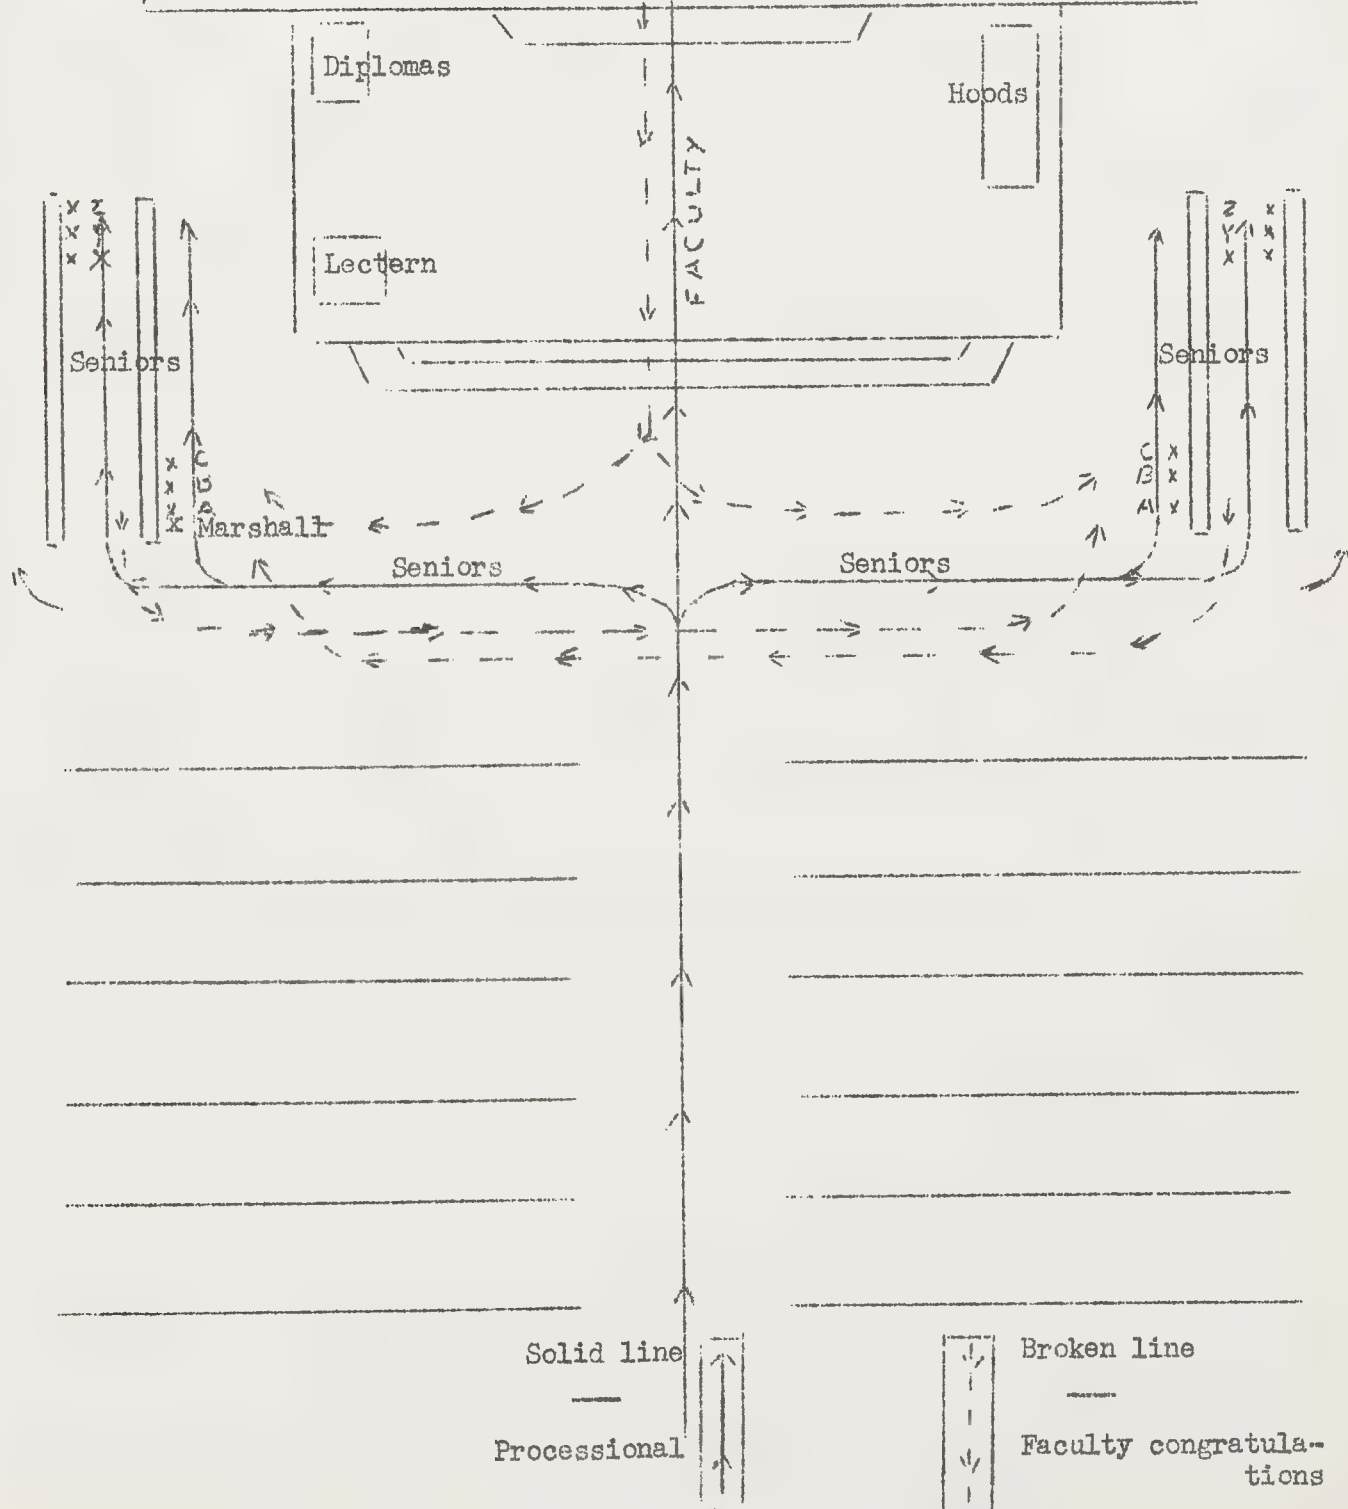 Diplomas
Hoods
FACULTY
x z x x x Z x
x Y x x Y x
x X x x
Lectern
Seniors
Seniors
x C C x
x B B x
x A A x
X Marshall
Seniors
Seniors
Solid line
Broken line
—
—
Processional
Faculty congratula-
tions